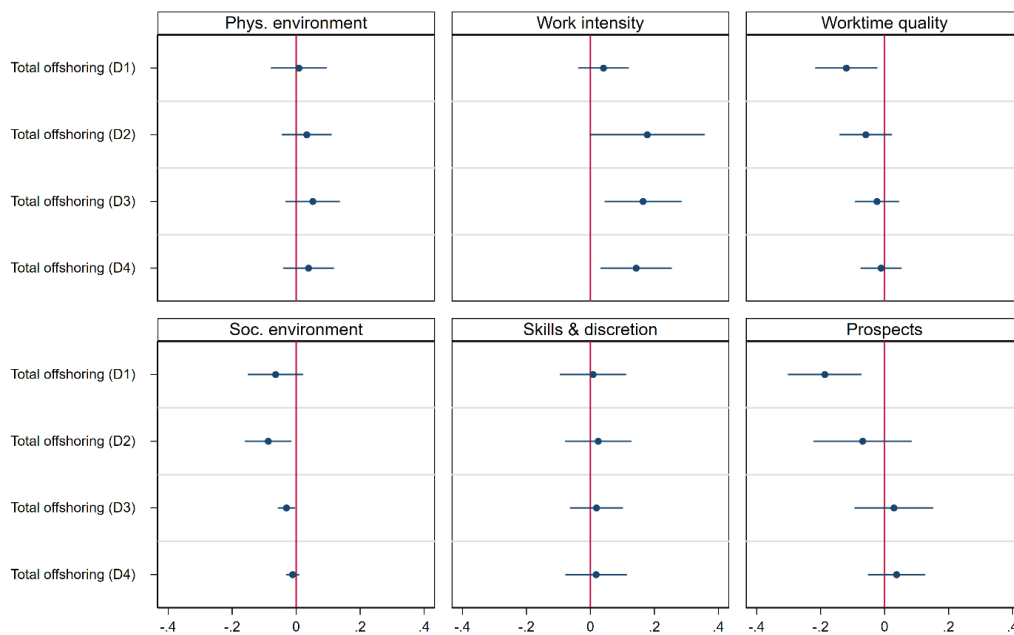 Phys. environment
Work intensity
Worktime quality
Total offshoring (D1)
Total offshoring (D2)
Total offshoring (D3)
Total offshoring (D4)
Soc. environment
Skills & discretion
Prospects
Total offshoring (D1)
Total offshoring (D2)
Total offshoring (D3)
Total offshoring (D4)
-.4 -.2 0 .2 .4
-.4 -.2 0 .2 .4
-.4 -.2 0 .2 .4